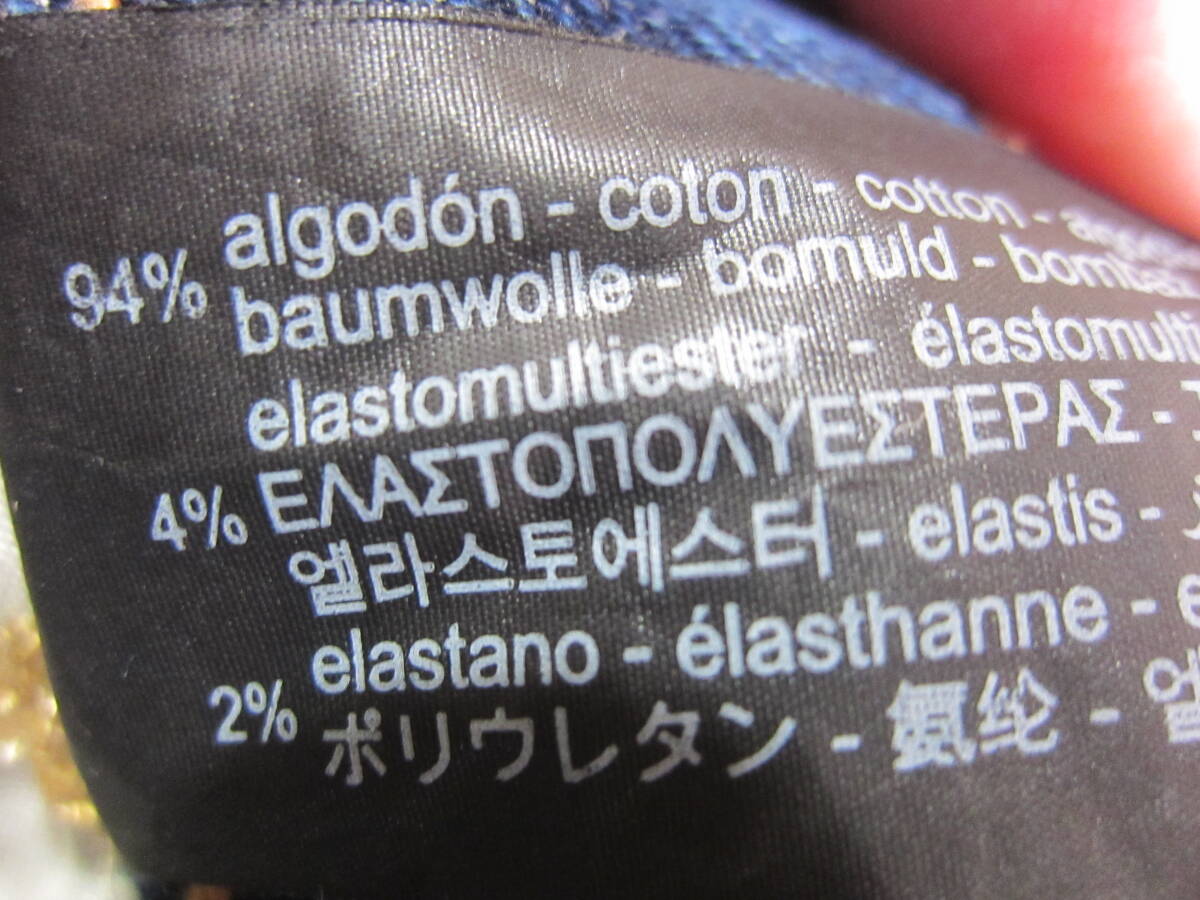 94% algodón - coton - cotton -
baumwolle - bomuld -
elastomultiester -
4% ΕΛΑΣΤΟΠΟΛΥΕΣΤΕΡΑΣ -
엘라스토에스터 - elastis -
elastano - élasthanne -
2% ポリウレタン - 氨纶 -